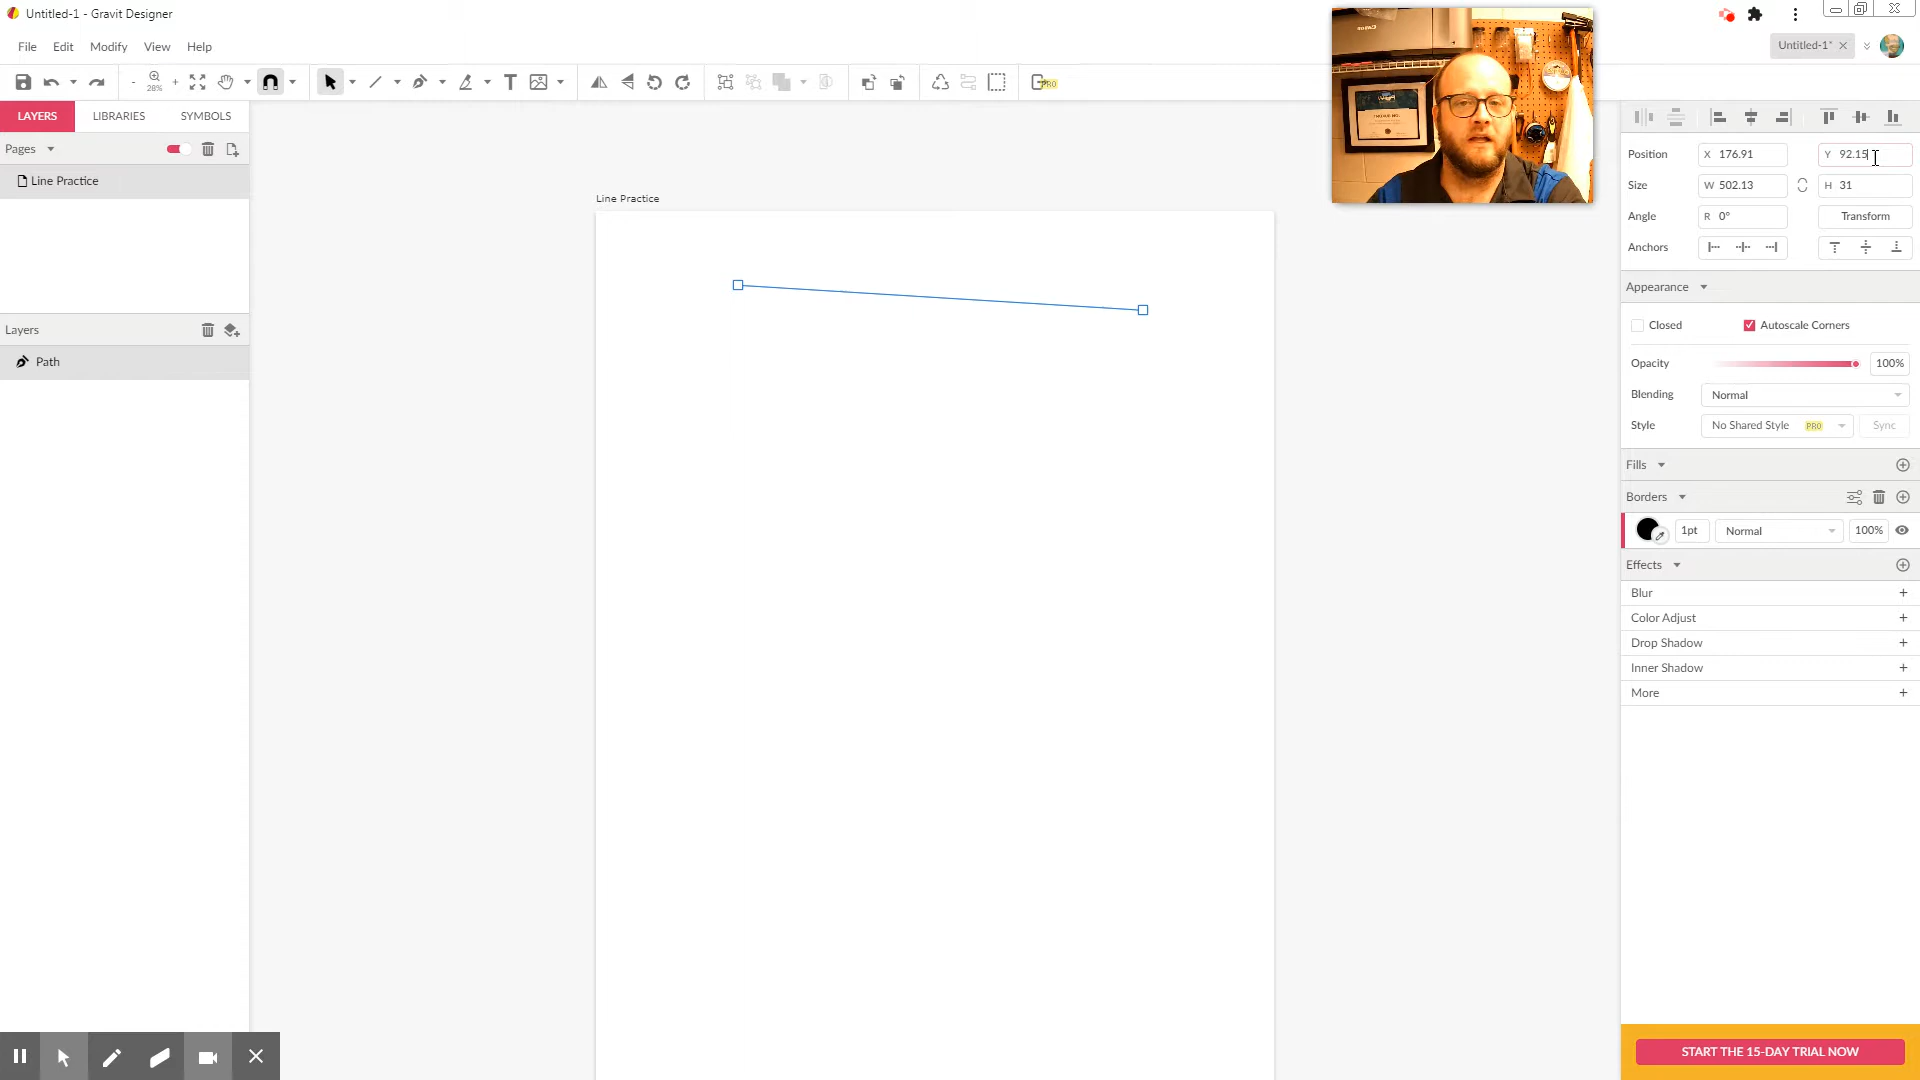 Untitled-1 - Gravit Designer
File Edit Modify View Help
Untitled-1*
28%
PRO
LAYERS LIBRARIES SYMBOLS
Pages
Line Practice
Layers
Path
Line Practice
Position X 176.91 Y 92.15
Size W 502.13 H 31
Angle R 0° Transform
Anchors
Appearance
Closed Autoscale Corners
Opacity 100%
Blending Normal
Style No Shared Style PRO Sync
Fills
Borders
1pt Normal 100%
Effects
Blur
Color Adjust
Drop Shadow
Inner Shadow
More
START THE 15-DAY TRIAL NOW